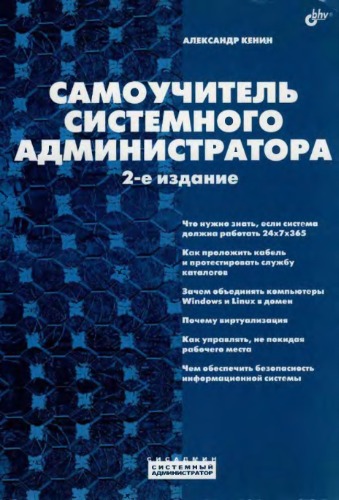 bhv®
АЛЕКСАНДР КЕНИН
САМОУЧИТЕЛЬ
СИСТЕМНОГО
АДМИНИСТРАТОРА
2-е издание
Что нужно знать, если система
должна работать 24x7x365
Как проложить кабель
и протестировать службу
каталогов
Зачем объединять компьютеры
Windows и Linux в домен
Почему виртуализация
Как управлять, не покидая
рабочего места
Чем обеспечить безопасность
информационной системы
СИСАДМИН
СИСТЕМНЫЙ
АДМИНИСТРАТОР